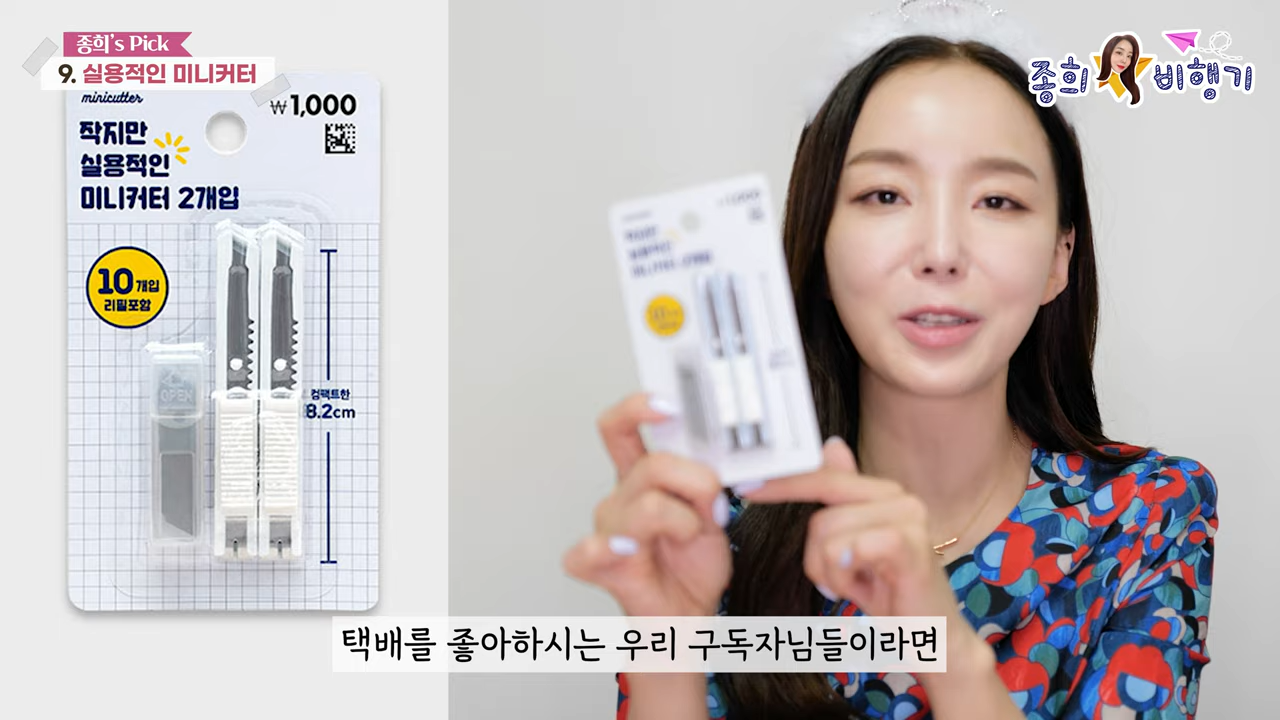 종희's Pick
9. 실용적인 미니커터
종희 비행기
minicutter
₩1,000
작지만
실용적인
미니커터 2개입
10개입
리필포함
OPEN
컴팩트한
8.2cm
택배를 좋아하시는 우리 구독자님들이라면